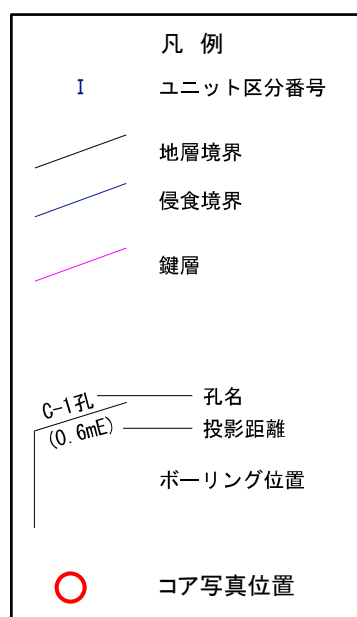 凡 例
I ユニット区分番号
地層境界
侵食境界
鍵層
C-1孔 孔名
(0.6mE) 投影距離
ボーリング位置
コア写真位置